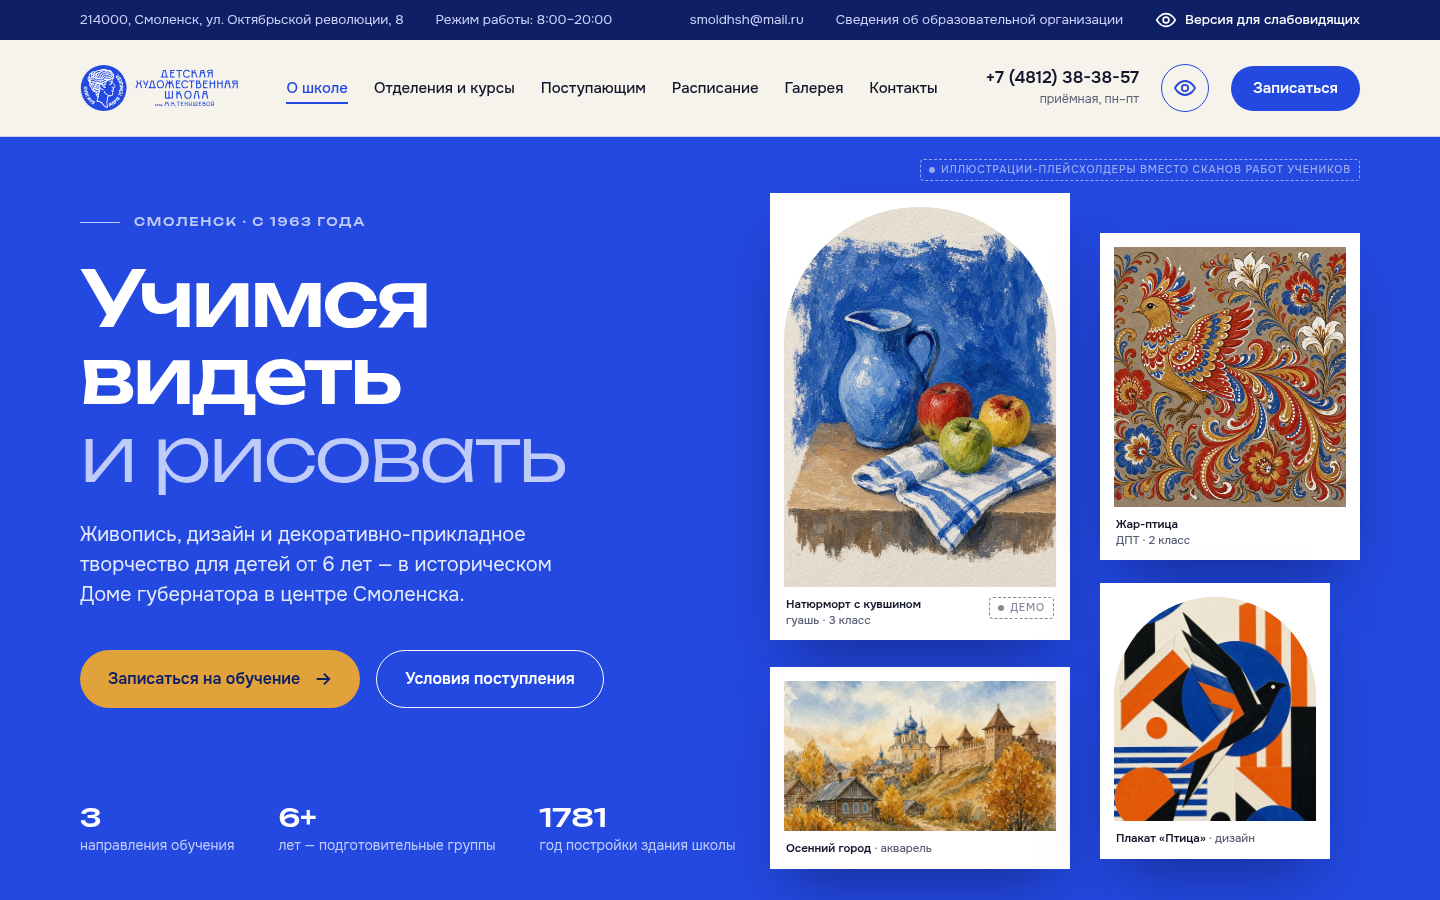 214000, Смоленск, ул. Октябрьской революции, 8
Режим работы: 8:00–20:00
smoldhsh@mail.ru
Сведения об образовательной организации
Версия для слабовидящих
ДЕТСКАЯ
ХУДОЖЕСТВЕННАЯ
ШКОЛА
им. М.К.ТЕНИШЕВОЙ
О школе
Отделения и курсы
Поступающим
Расписание
Галерея
Контакты
+7 (4812) 38-38-57
приёмная, пн–пт
Записаться
ИЛЛЮСТРАЦИИ-ПЛЕЙСХОЛДЕРЫ ВМЕСТО СКАНОВ РАБОТ УЧЕНИКОВ
СМОЛЕНСК · С 1963 ГОДА
Учимся
видеть
и рисовать
Живопись, дизайн и декоративно-прикладное
творчество для детей от 6 лет — в историческом
Доме губернатора в центре Смоленска.
Записаться на обучение
Условия поступления
3
направления обучения
6+
лет — подготовительные группы
1781
год постройки здания школы
Натюрморт с кувшином
гуашь · 3 класс
ДЕМО
Жар-птица
ДПТ · 2 класс
Осенний город · акварель
Плакат «Птица» · дизайн